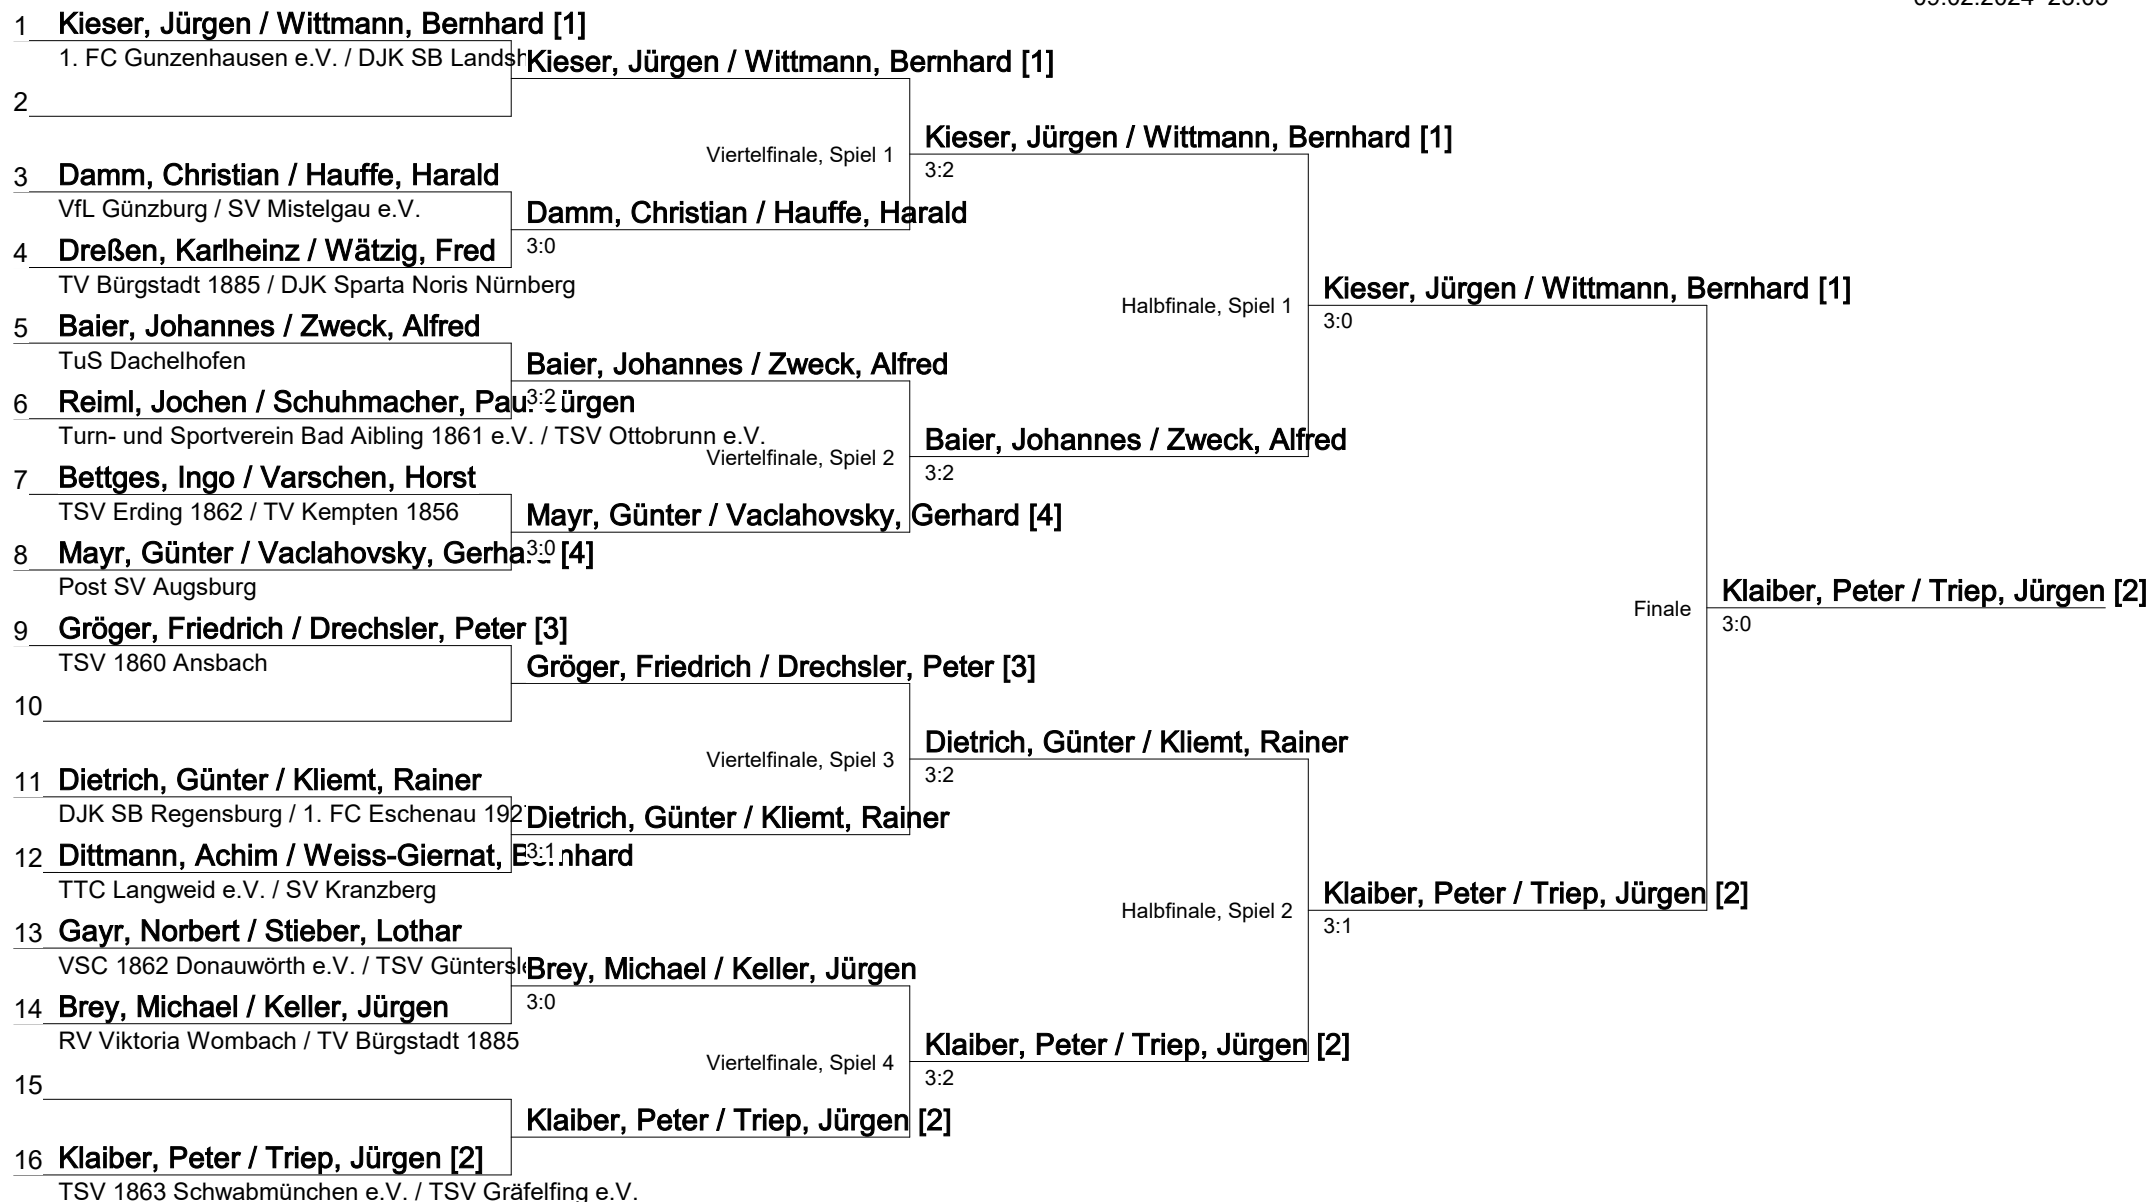 1 Kieser, Jürgen / Wittmann, Bernhard [1]
1. FC Gunzenhausen e.V. / DJK SB
Kieser, Jürgen / Wittmann, Bernhard [1]
2
Viertelfinale, Spiel 1
Kieser, Jürgen / Wittmann, Bernhard [1]
3:2
3 Damm, Christian / Hauffe, Harald
VfL Günzburg / SV Mistelgau e.V.
Damm, Christian / Hauffe, Harald
3:0
4 Dreßen, Karlheinz / Wätzig, Fred
TV Bürgstadt 1885 / DJK Sparta Noris Nürnberg
Halbfinale, Spiel 1
Kieser, Jürgen / Wittmann, Bernhard [1]
3:0
5 Baier, Johannes / Zweck, Alfred
TuS Dachelhofen
Baier, Johannes / Zweck, Alfred
3:2
6 Reiml, Jochen / Schuhmacher,
Turn- und Sportverein Bad Aibling 1861 e.V. / TSV Ottobrunn e.V.
Viertelfinale, Spiel 2
Baier, Johannes / Zweck, Alfred
3:2
7 Bettges, Ingo / Varschen, Horst
TSV Erding 1862 / TV Kempten 1856
Mayr, Günter / Vaclahovsky, Gerhard [4]
3:0
8 Mayr, Günter / Vaclahovsky, Gerhard [4]
Post SV Augsburg
Finale
Klaiber, Peter / Triep, Jürgen [2]
3:0
9 Gröger, Friedrich / Drechsler, Peter [3]
TSV 1860 Ansbach
Gröger, Friedrich / Drechsler, Peter [3]
10
Viertelfinale, Spiel 3
Dietrich, Günter / Kliemt, Rainer
3:2
11 Dietrich, Günter / Kliemt, Rainer
DJK SB Regensburg / 1. FC Eschenau
Dietrich, Günter / Kliemt, Rainer
3:1
12 Dittmann, Achim / Weiss-Giernat, Bernhard
TTC Langweid e.V. / SV Kranzberg
Halbfinale, Spiel 2
Klaiber, Peter / Triep, Jürgen [2]
3:1
13 Gayr, Norbert / Stieber, Lothar
VSC 1862 Donauwörth e.V. / TSV
Brey, Michael / Keller, Jürgen
3:0
14 Brey, Michael / Keller, Jürgen
RV Viktoria Wombach / TV Bürgstadt 1885
Viertelfinale, Spiel 4
Klaiber, Peter / Triep, Jürgen [2]
3:2
15
Klaiber, Peter / Triep, Jürgen [2]
16 Klaiber, Peter / Triep, Jürgen [2]
TSV 1863 Schwabmünchen e.V. / TSV Gräfelfing e.V.